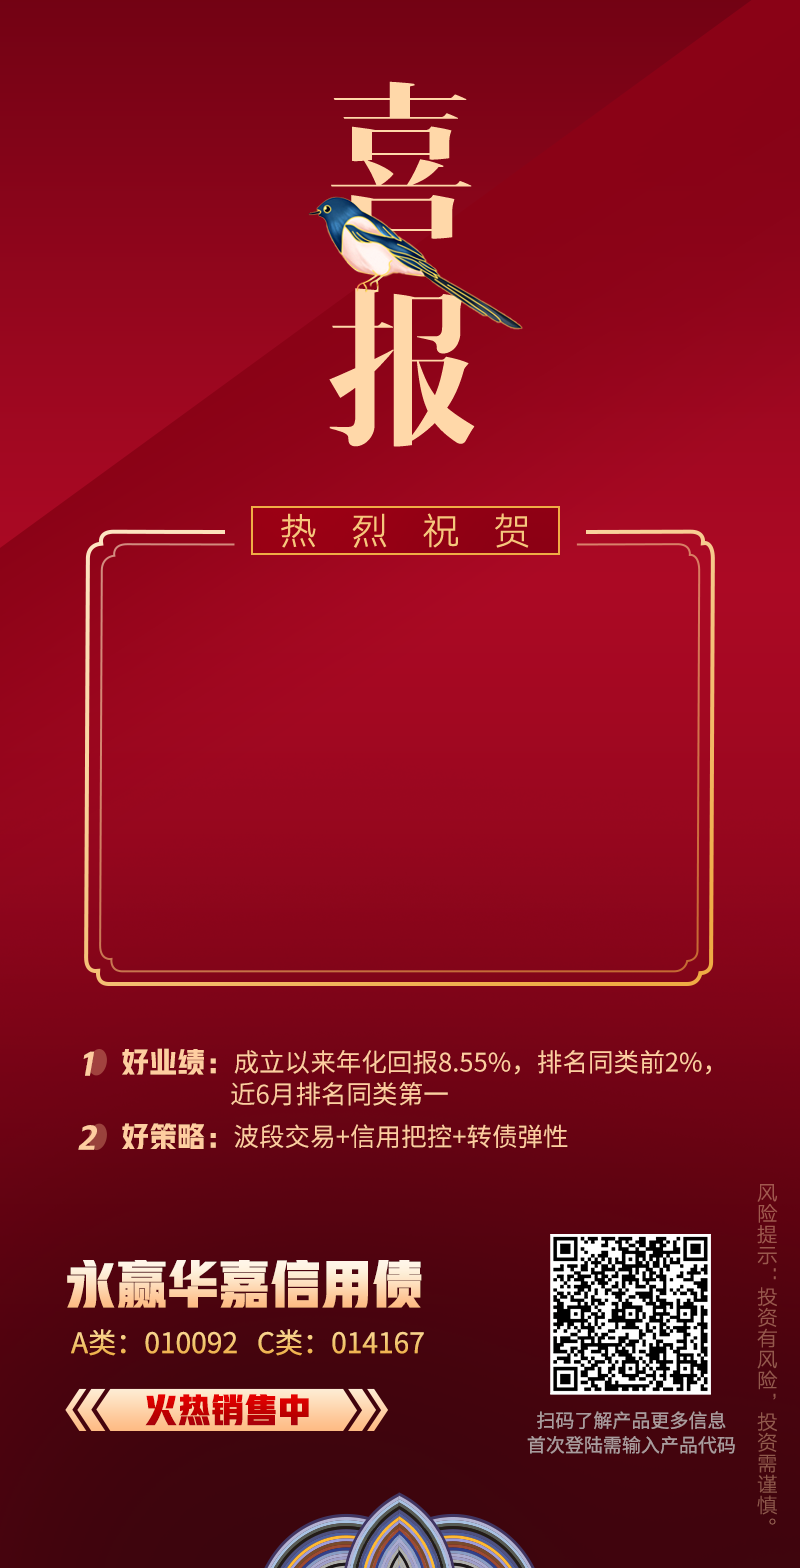 喜
报
热烈祝贺
1 好业绩：成立以来年化回报8.55%，排名同类前2%，
近6月排名同类第一
2 好策略：波段交易+信用把控+转债弹性
永赢华嘉信用债
A类：010092 C类：014167
火热销售中
扫码了解产品更多信息
首次登陆需输入产品代码
风险提示：投资有风险，投资需谨慎。